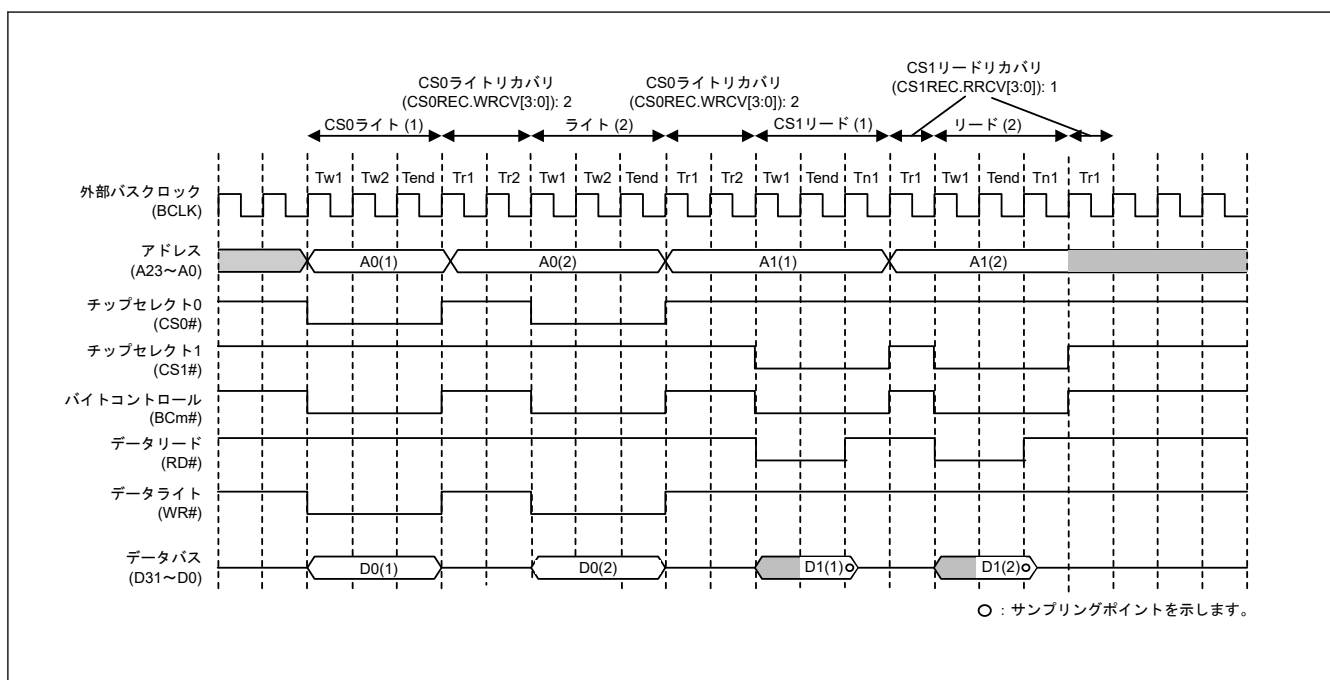 CS0ライトリカバリ
(CS0REC.WRCV[3:0]): 2
CS0ライトリカバリ
(CS0REC.WRCV[3:0]): 2
CS1リードリカバリ
(CS1REC.RRCV[3:0]): 1
CS0ライト (1)
ライト (2)
CS1リード (1)
リード (2)
Tw1 Tw2 Tend Tr1 Tr2 Tw1 Tw2 Tend Tr1 Tr2 Tw1 Tend Tn1 Tr1 Tw1 Tend Tn1 Tr1
外部バスクロック
(BCLK)
アドレス
(A23～A0)
A0(1) A0(2) A1(1) A1(2)
チップセレクト0
(CS0#)
チップセレクト1
(CS1#)
バイトコントロール
(BCm#)
データリード
(RD#)
データライト
(WR#)
データバス
(D31～D0)
D0(1) D0(2) D1(1) D1(2)
：サンプリングポイントを示します。